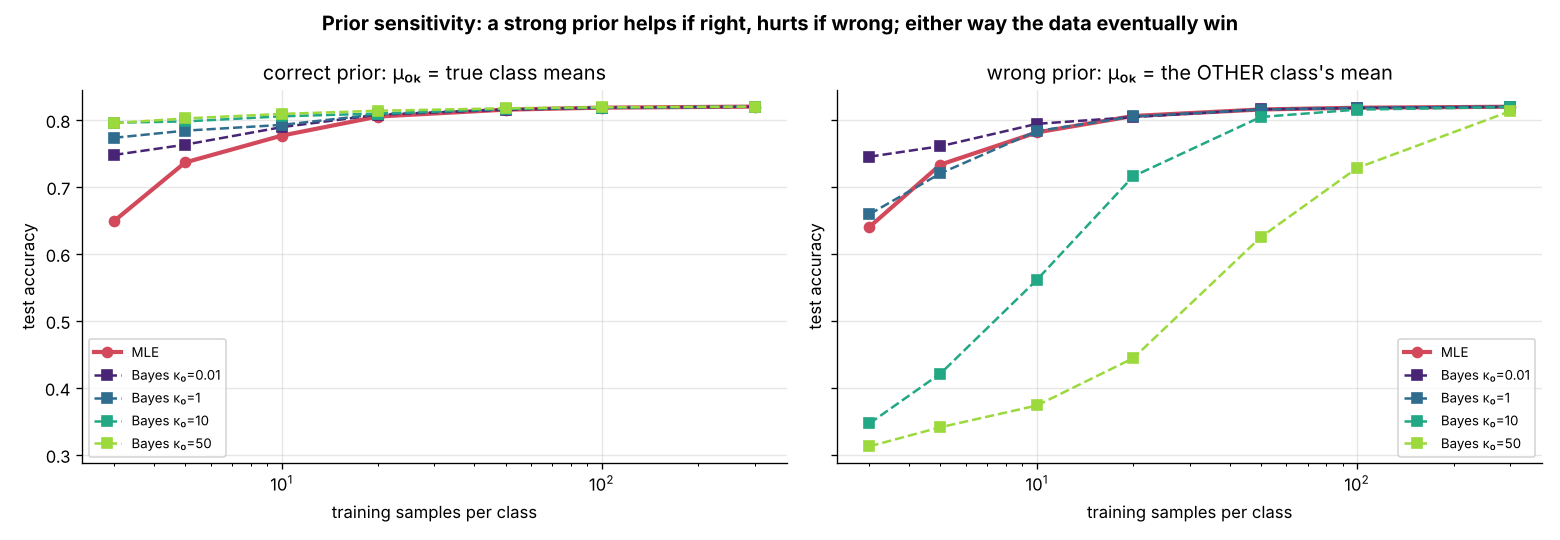 Prior sensitivity: a strong prior helps if right, hurts if wrong; either way the data eventually win
correct prior: μ₀ₖ = true class means
test accuracy
0.8
0.7
0.6
0.5
0.4
0.3
MLE
Bayes κ₀=0.01
Bayes κ₀=1
Bayes κ₀=10
Bayes κ₀=50
10¹
10²
training samples per class
wrong prior: μ₀ₖ = the OTHER class's mean
test accuracy
MLE
Bayes κ₀=0.01
Bayes κ₀=1
Bayes κ₀=10
Bayes κ₀=50
10¹
10²
training samples per class